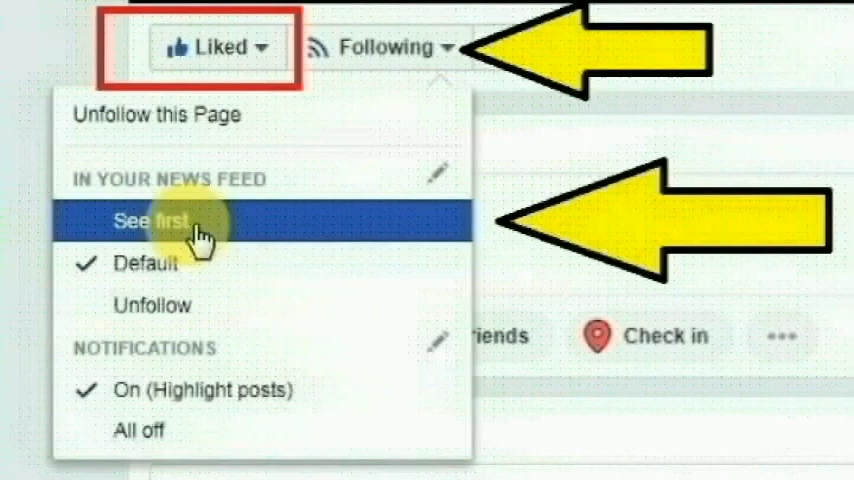 Liked Following
Unfollow this Page
IN YOUR NEWS FEED
See first
Default
Unfollow
riends Check in
NOTIFICATIONS
On (Highlight posts)
All off